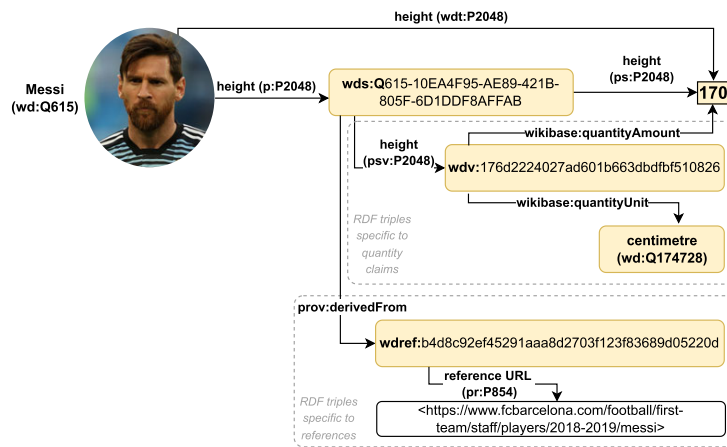 height (wdt:P2048)
Messi
(wd:Q615)
height (p:P2048)
wds:Q615-10EA4F95-AE89-421B-
805F-6D1DDF8AFFAB
height
(ps:P2048)
170
wikibase:quantityAmount
height
(psv:P2048)
wdv:176d2224027ad601b663dbdfbf510826
wikibase:quantityUnit
RDF triples
specific to
quantity
claims
centimetre
(wd:Q174728)
prov:derivedFrom
wdref:b4d8c92ef45291aaa8d2703f123f83689d05220d
reference URL
(pr:P854)
RDF triples
specific to
references
<https://www.fcbarcelona.com/football/first-
team/staff/players/2018-2019/messi>